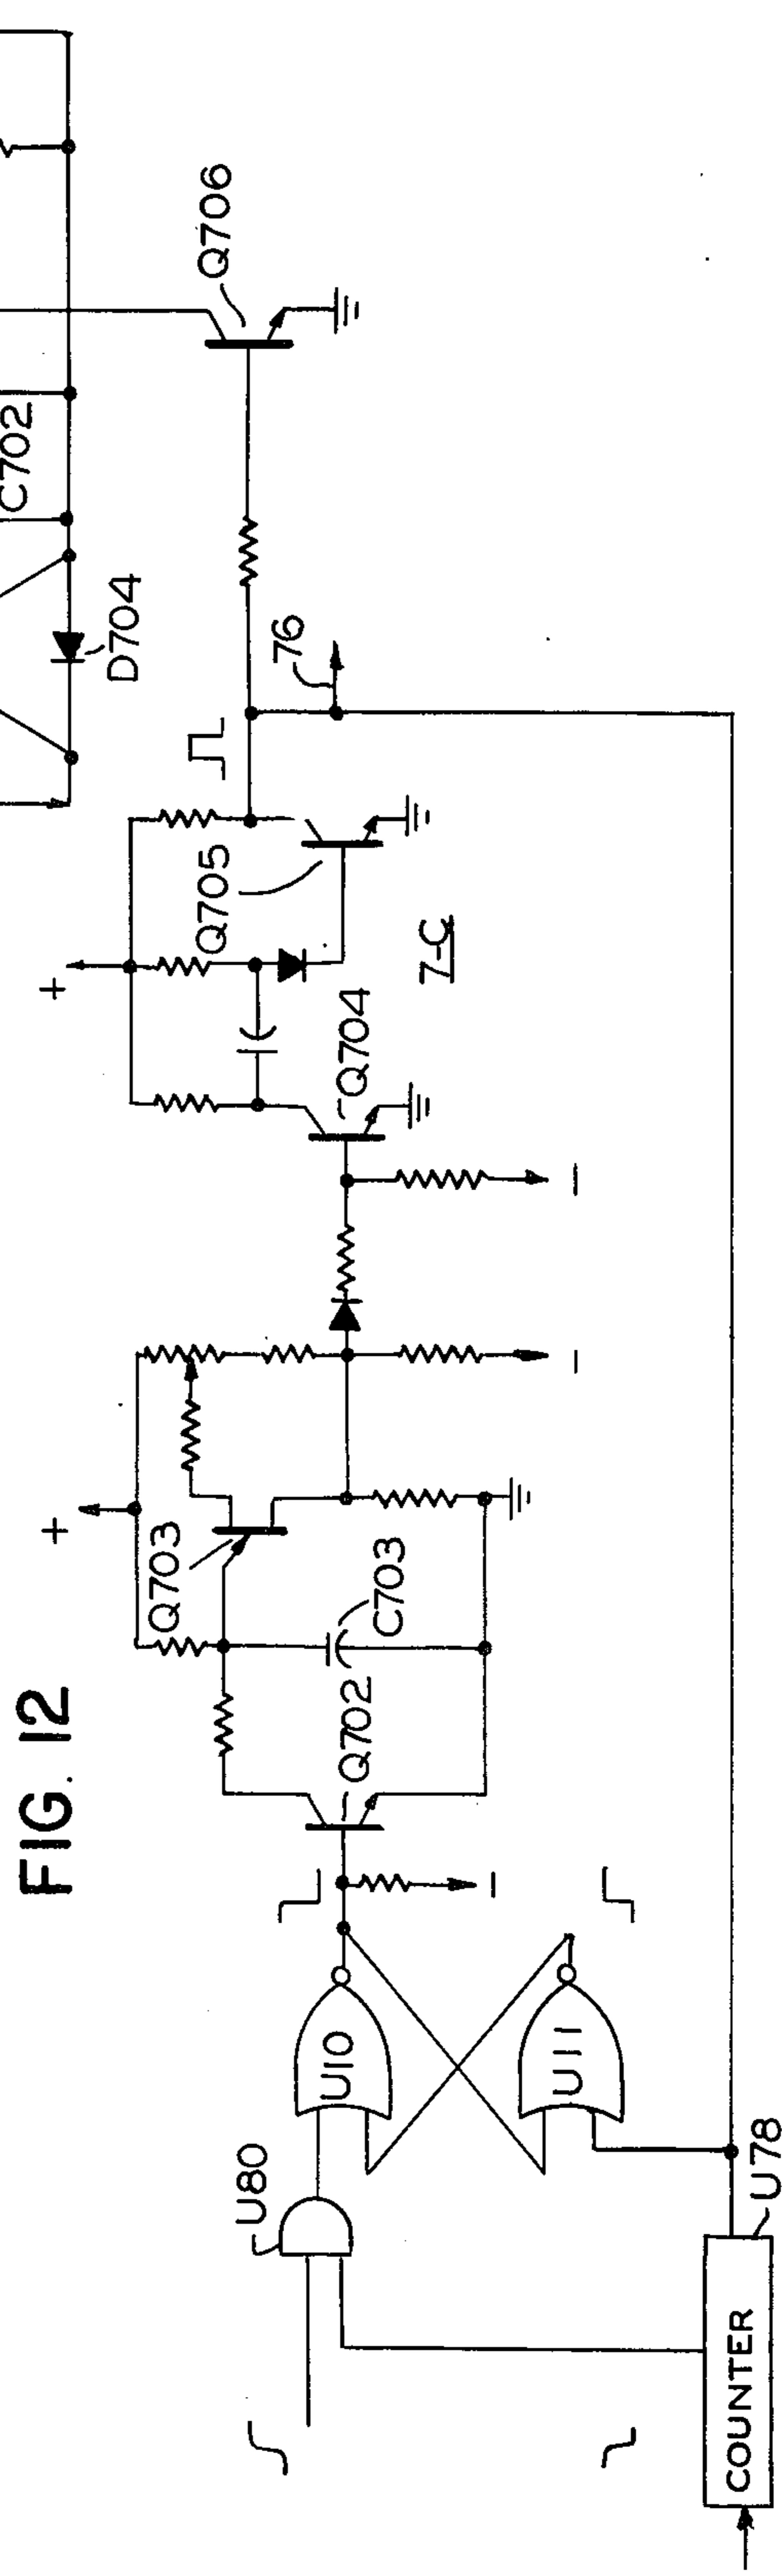 FIG. 12
C702
D704
Q706
76
+
Q705
Q704
7-C
+
Q703
C703
Q702
U10
U11
U80
U78
COUNTER